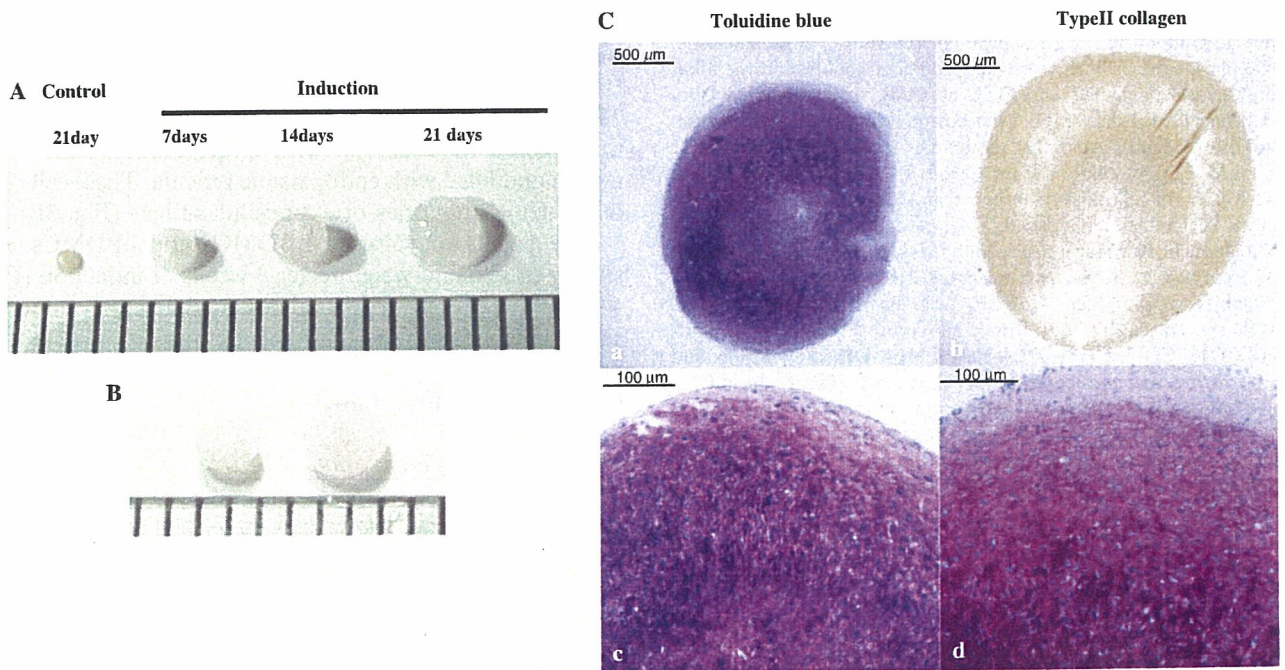 A Control Induction
21day 7days 14days 21 days
B
C Toluidine blue TypeII collagen
500 µm 500 µm
a b
100 µm 100 µm
c d